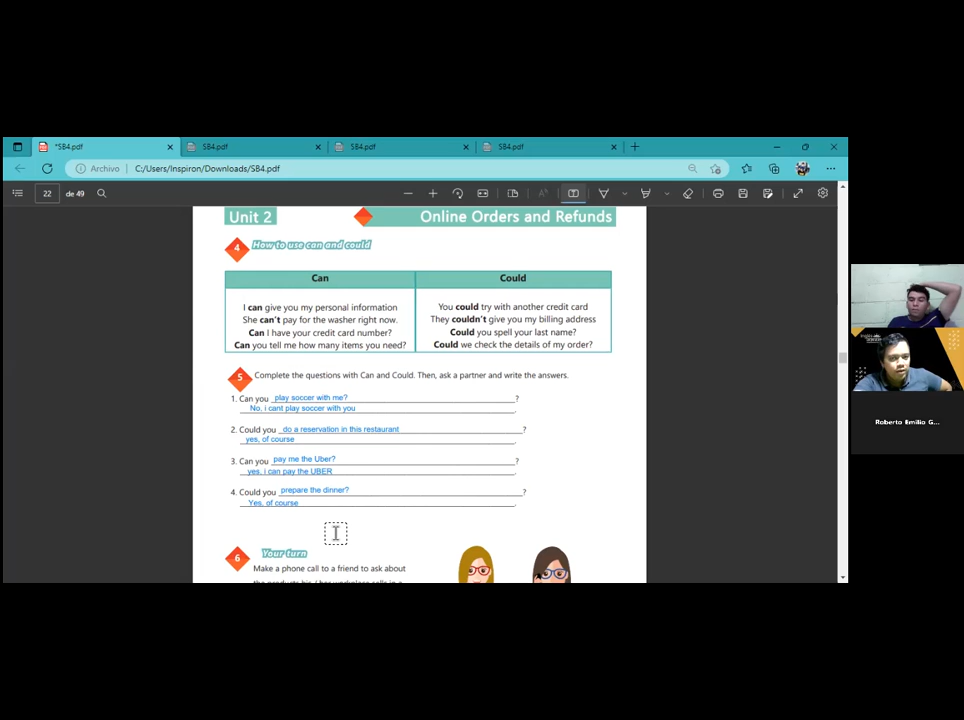 *SB4.pdf
SB4.pdf
SB4.pdf
SB4.pdf
Archivo
C:/Users/Inspiron/Downloads/SB4.pdf
22 de 49
Unit 2
Online Orders and Refunds
4 How to use can and could
Can
Could
I can give you my personal information
She can't pay for the washer right now.
Can I have your credit card number?
Can you tell me how many items you need?
You could try with another credit card
They couldn't give you my billing address
Could you spell your last name?
Could we check the details of my order?
5 Complete the questions with Can and Could. Then, ask a partner and write the answers.
1. Can you play soccer with me? ?
No, i cant play soccer with you .
2. Could you do a reservation in this restaurant ?
yes, of course .
3. Can you pay me the Uber? ?
yes, i can pay the UBER .
4. Could you prepare the dinner? ?
Yes, of course .
6 Your turn
Make a phone call to a friend to ask about
Roberto Emilio G...